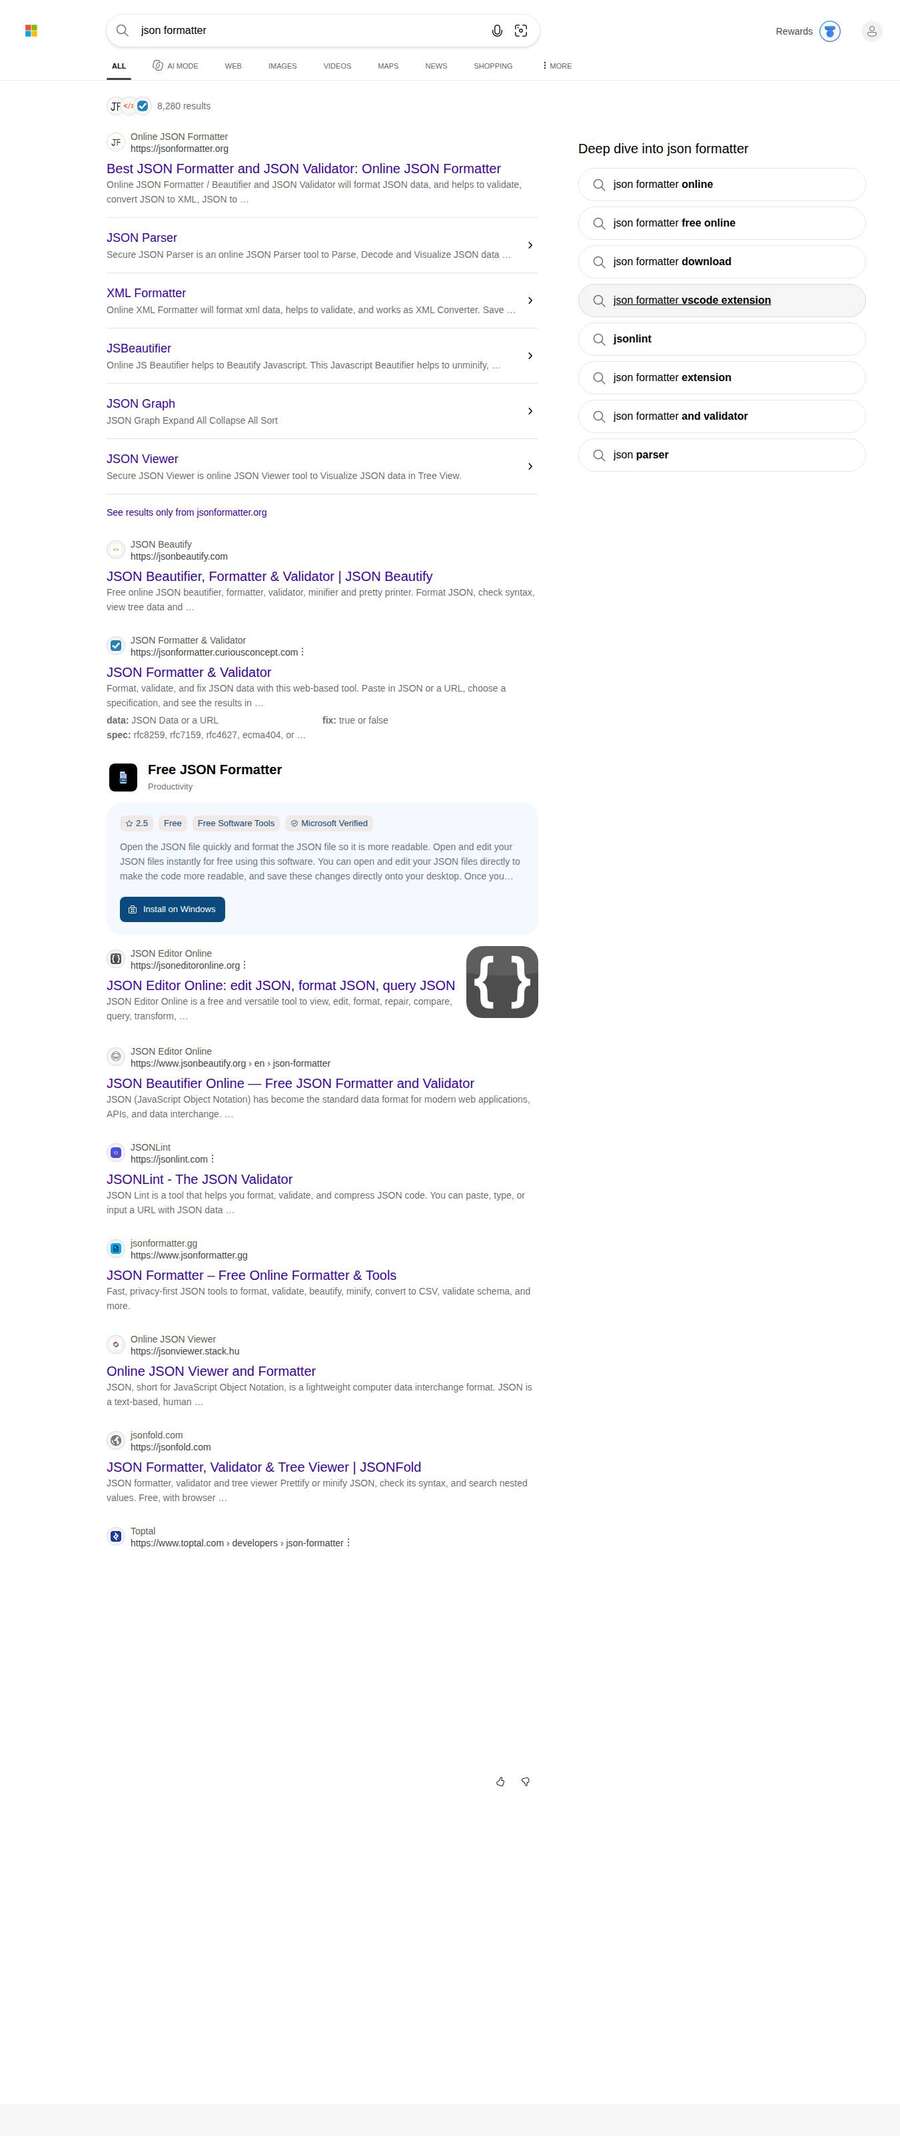 json formatter
Rewards
ALL
AI MODE
WEB
IMAGES
VIDEOS
MAPS
NEWS
SHOPPING
MORE
8,280 results
Online JSON Formatter
https://jsonformatter.org
Best JSON Formatter and JSON Validator: Online JSON Formatter
Online JSON Formatter / Beautifier and JSON Validator will format JSON data, and helps to validate,
convert JSON to XML, JSON to …
JSON Parser
Secure JSON Parser is an online JSON Parser tool to Parse, Decode and Visualize JSON data …
XML Formatter
Online XML Formatter will format xml data, helps to validate, and works as XML Converter. Save …
JSBeautifier
Online JS Beautifier helps to Beautify Javascript. This Javascript Beautifier helps to unminify, …
JSON Graph
JSON Graph Expand All Collapse All Sort
JSON Viewer
Secure JSON Viewer is online JSON Viewer tool to Visualize JSON data in Tree View.
See results only from jsonformatter.org
JSON Beautify
https://jsonbeautify.com
JSON Beautifier, Formatter & Validator | JSON Beautify
Free online JSON beautifier, formatter, validator, minifier and pretty printer. Format JSON, check syntax,
view tree data and …
JSON Formatter & Validator
https://jsonformatter.curiousconcept.com
JSON Formatter & Validator
Format, validate, and fix JSON data with this web-based tool. Paste in JSON or a URL, choose a
specification, and see the results in …
data: JSON Data or a URL
fix: true or false
spec: rfc8259, rfc7159, rfc4627, ecma404, or …
Free JSON Formatter
Productivity
2.5
Free
Free Software Tools
Microsoft Verified
Open the JSON file quickly and format the JSON file so it is more readable. Open and edit your
JSON files instantly for free using this software. You can open and edit your JSON files directly to
make the code more readable, and save these changes directly onto your desktop. Once you…
Install on Windows
JSON Editor Online
https://jsoneditoronline.org
JSON Editor Online: edit JSON, format JSON, query JSON
JSON Editor Online is a free and versatile tool to view, edit, format, repair, compare,
query, transform, …
{ }
JSON Editor Online
https://www.jsonbeautify.org › en › json-formatter
JSON Beautifier Online — Free JSON Formatter and Validator
JSON (JavaScript Object Notation) has become the standard data format for modern web applications,
APIs, and data interchange. …
JSONLint
https://jsonlint.com
JSONLint - The JSON Validator
JSON Lint is a tool that helps you format, validate, and compress JSON code. You can paste, type, or
input a URL with JSON data …
jsonformatter.gg
https://www.jsonformatter.gg
JSON Formatter – Free Online Formatter & Tools
Fast, privacy-first JSON tools to format, validate, beautify, minify, convert to CSV, validate schema, and
more.
Online JSON Viewer
https://jsonviewer.stack.hu
Online JSON Viewer and Formatter
JSON, short for JavaScript Object Notation, is a lightweight computer data interchange format. JSON is
a text-based, human …
jsonfold.com
https://jsonfold.com
JSON Formatter, Validator & Tree Viewer | JSONFold
JSON formatter, validator and tree viewer Prettify or minify JSON, check its syntax, and search nested
values. Free, with browser …
Toptal
https://www.toptal.com › developers › json-formatter
Deep dive into json formatter
json formatter online
json formatter free online
json formatter download
json formatter vscode extension
jsonlint
json formatter extension
json formatter and validator
json parser